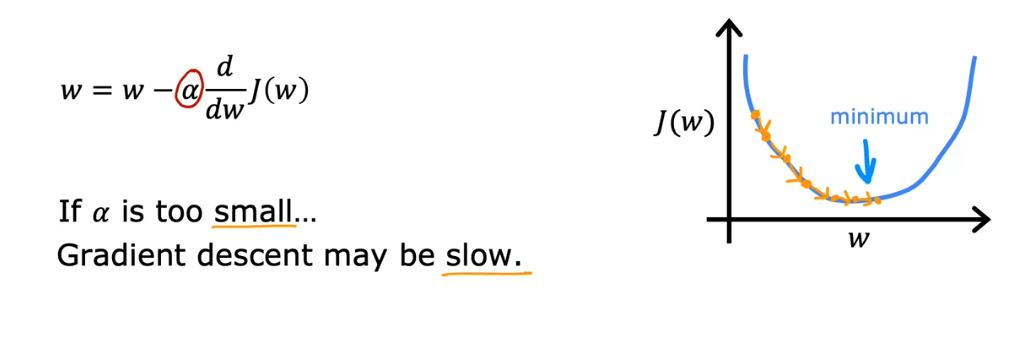 w = w − α d/dw J(w)
If α is too small...
Gradient descent may be slow.
J(w)
minimum
w